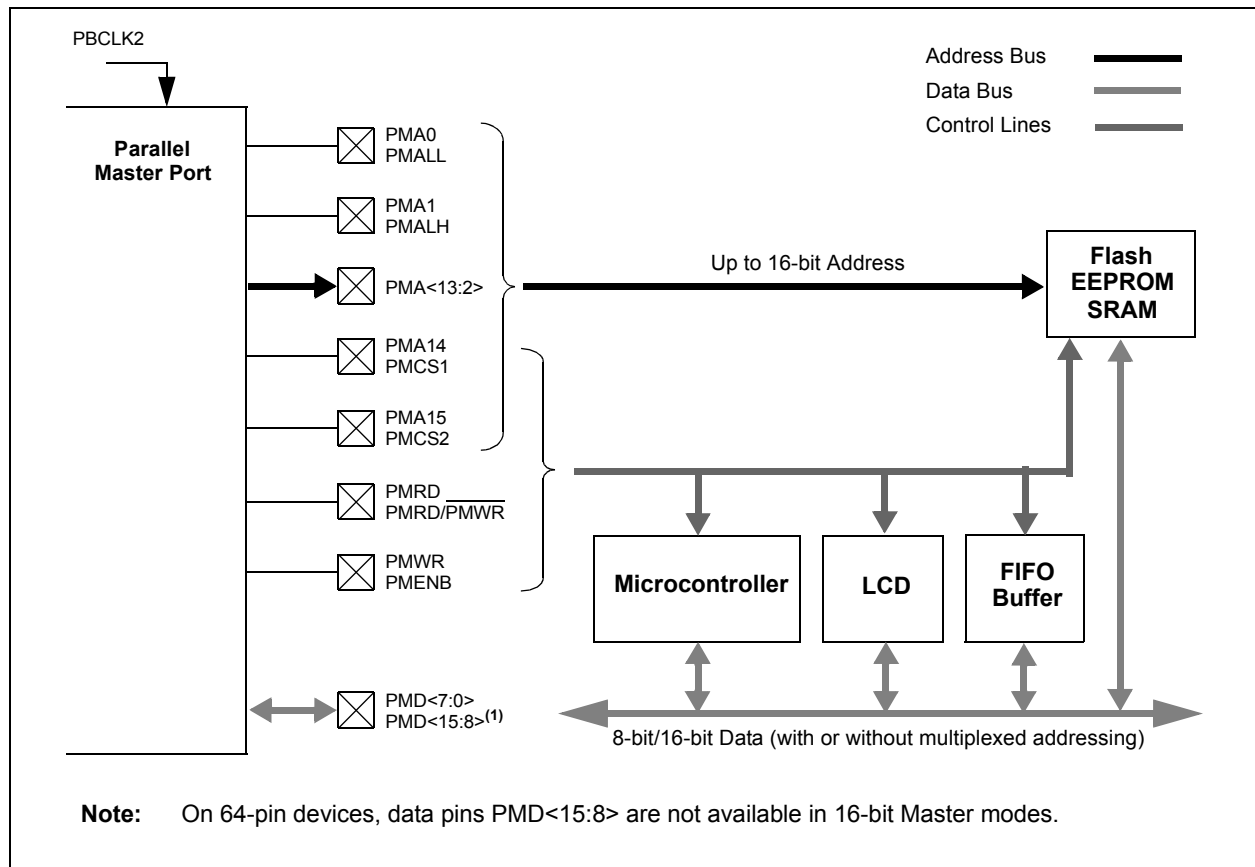 PBCLK2
Address Bus
Data Bus
Control Lines
Parallel
Master Port
PMA0
PMALL
PMA1
PMALH
PMA<13:2>
PMA14
PMCS1
PMA15
PMCS2
PMRD
PMRD/PMWR
PMWR
PMENB
PMD<7:0>
PMD<15:8>(1)
Up to 16-bit Address
Flash
EEPROM
SRAM
Microcontroller
LCD
FIFO
Buffer
8-bit/16-bit Data (with or without multiplexed addressing)
Note: On 64-pin devices, data pins PMD<15:8> are not available in 16-bit Master modes.